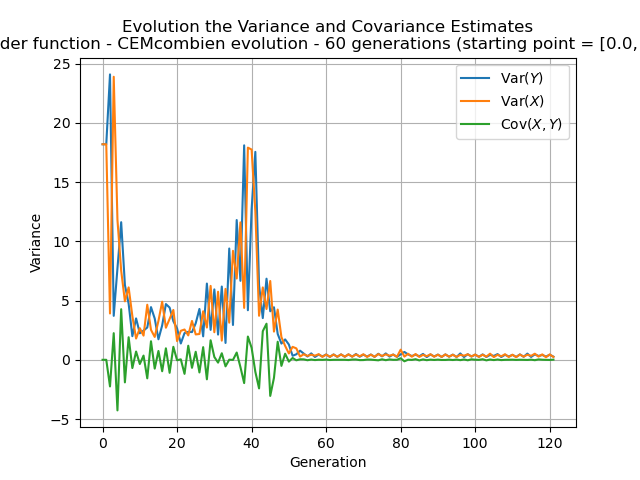 Evolution the Variance and Covariance Estimates
der function - CEMcombien evolution - 60 generations (starting point = [0.0,
Var(Y)
Var(X)
Cov(X, Y)
25
20
15
10
5
0
−5
Variance
0 20 40 60 80 100 120
Generation